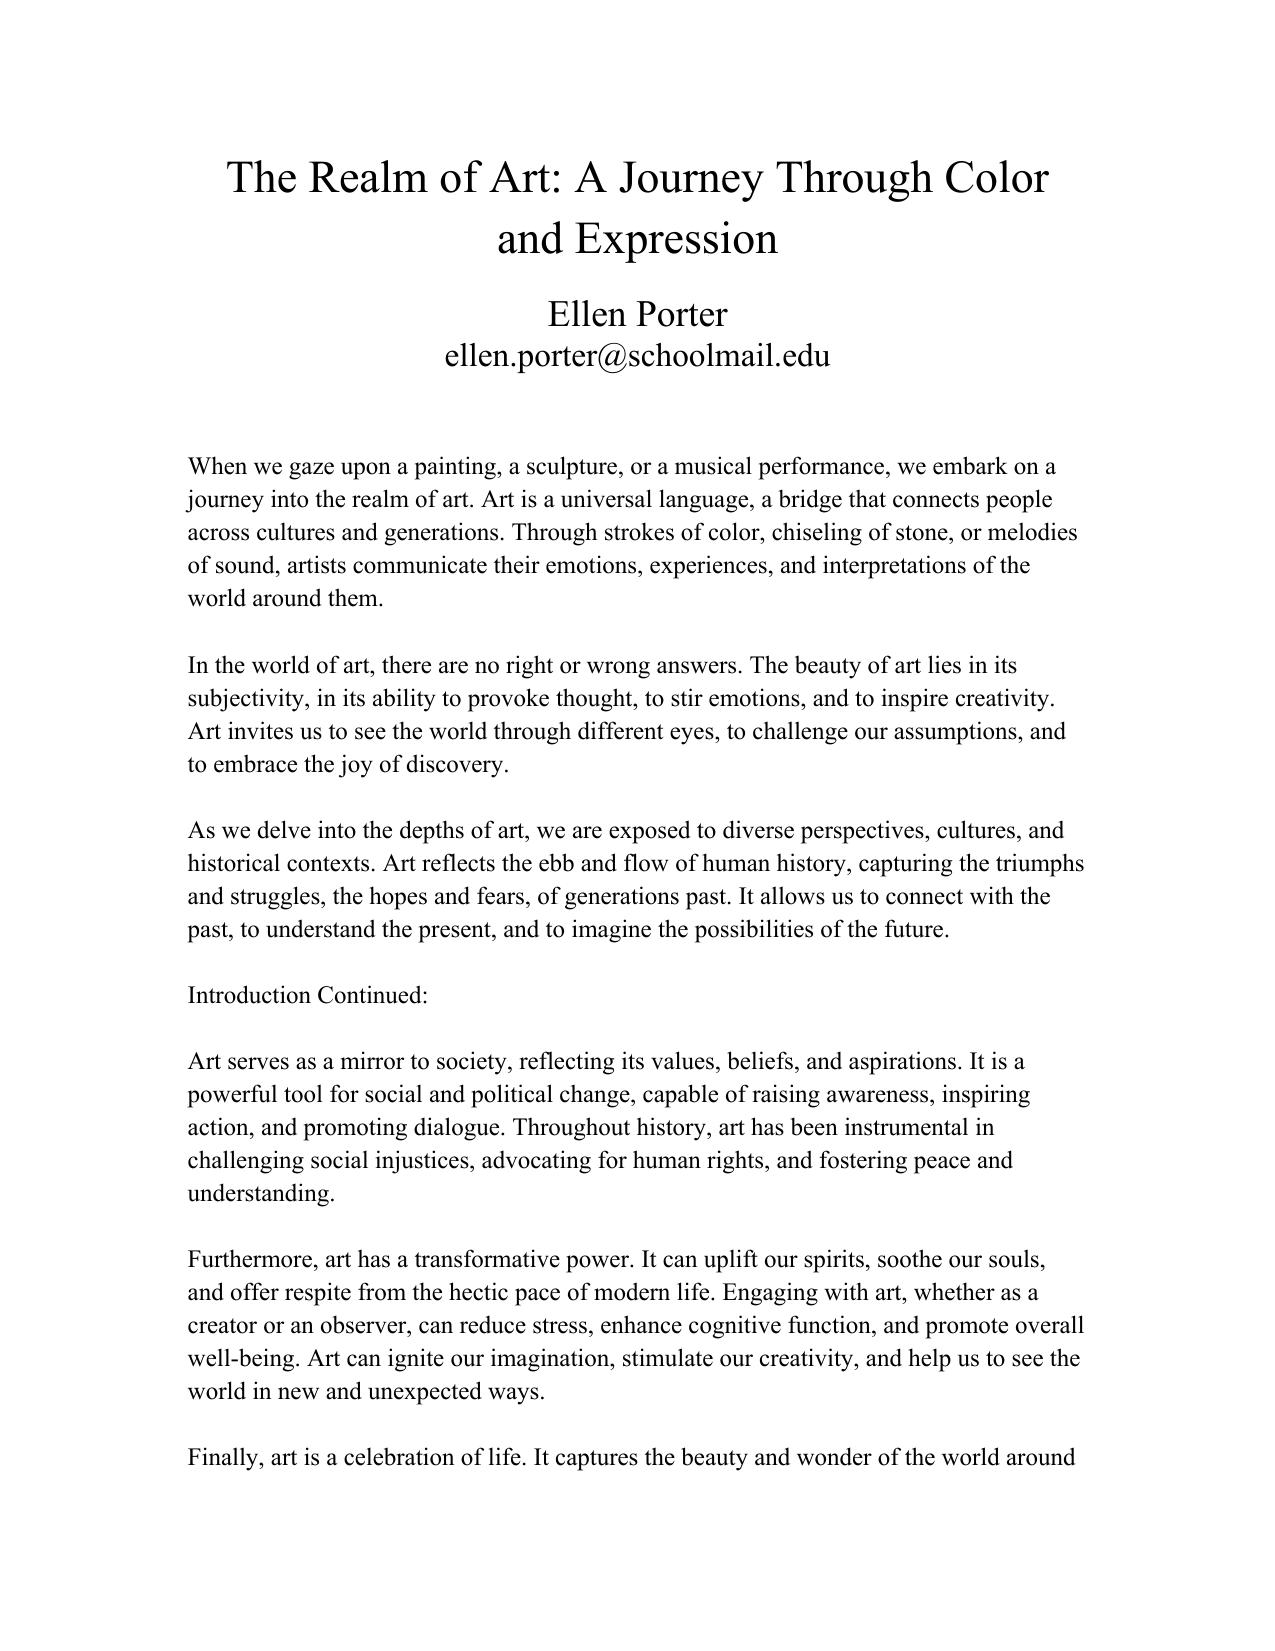 The Realm of Art: A Journey Through Color
and Expression
Ellen Porter
ellen.porter@schoolmail.edu
When we gaze upon a painting, a sculpture, or a musical performance, we embark on a
journey into the realm of art. Art is a universal language, a bridge that connects people
across cultures and generations. Through strokes of color, chiseling of stone, or melodies
of sound, artists communicate their emotions, experiences, and interpretations of the
world around them.
In the world of art, there are no right or wrong answers. The beauty of art lies in its
subjectivity, in its ability to provoke thought, to stir emotions, and to inspire creativity.
Art invites us to see the world through different eyes, to challenge our assumptions, and
to embrace the joy of discovery.
As we delve into the depths of art, we are exposed to diverse perspectives, cultures, and
historical contexts. Art reflects the ebb and flow of human history, capturing the triumphs
and struggles, the hopes and fears, of generations past. It allows us to connect with the
past, to understand the present, and to imagine the possibilities of the future.
Introduction Continued:
Art serves as a mirror to society, reflecting its values, beliefs, and aspirations. It is a
powerful tool for social and political change, capable of raising awareness, inspiring
action, and promoting dialogue. Throughout history, art has been instrumental in
challenging social injustices, advocating for human rights, and fostering peace and
understanding.
Furthermore, art has a transformative power. It can uplift our spirits, soothe our souls,
and offer respite from the hectic pace of modern life. Engaging with art, whether as a
creator or an observer, can reduce stress, enhance cognitive function, and promote overall
well-being. Art can ignite our imagination, stimulate our creativity, and help us to see the
world in new and unexpected ways.
Finally, art is a celebration of life. It captures the beauty and wonder of the world around